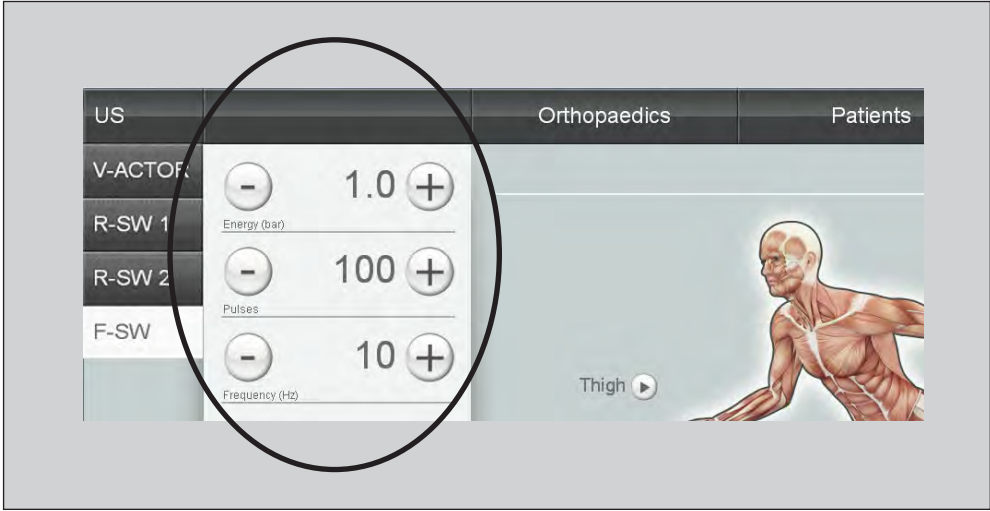 US
Orthopaedics
Patients
V-ACTOR
R-SW 1
R-SW 2
F-SW
- 1.0 +
Energy (bar)
- 100 +
Pulses
- 10 +
Frequency (Hz)
Thigh